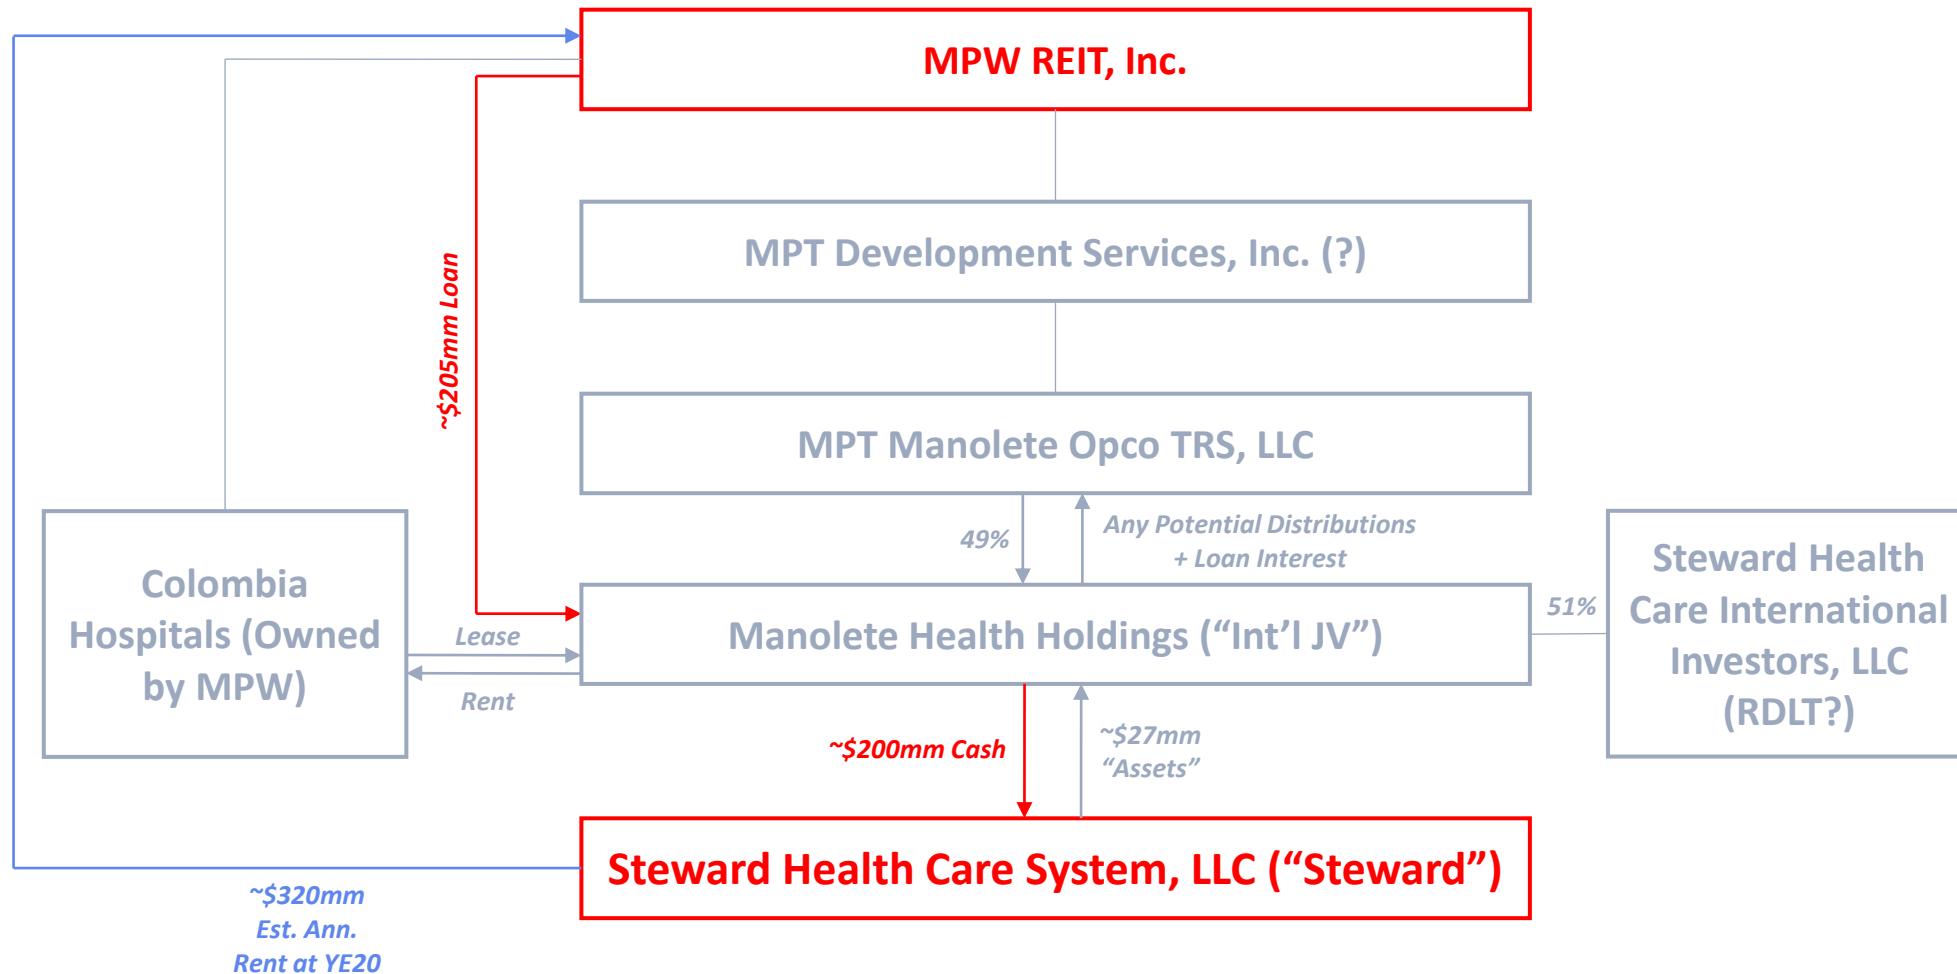 MPW REIT, Inc.
~$205mm Loan
MPT Development Services, Inc. (?)
MPT Manolete Opco TRS, LLC
49%
Any Potential Distributions
+ Loan Interest
Colombia
Hospitals (Owned
by MPW)
Lease
Rent
Manolete Health Holdings (“Int’l JV”)
51%
Steward Health
Care International
Investors, LLC
(RDLT?)
~$200mm Cash
~$27mm
“Assets”
Steward Health Care System, LLC (“Steward”)
~$320mm
Est. Ann.
Rent at YE20